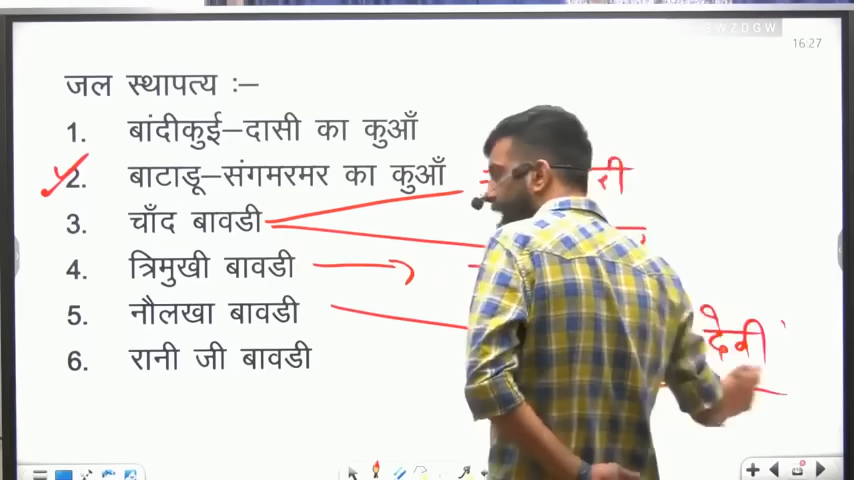 16:27
जल स्थापत्य :–
1. बांदीकुई–दासी का कुआँ
2. बाटाडू–संगमरमर का कुआँ
3. चाँद बावडी
4. त्रिमुखी बावडी
5. नौलखा बावडी
6. रानी जी बावडी